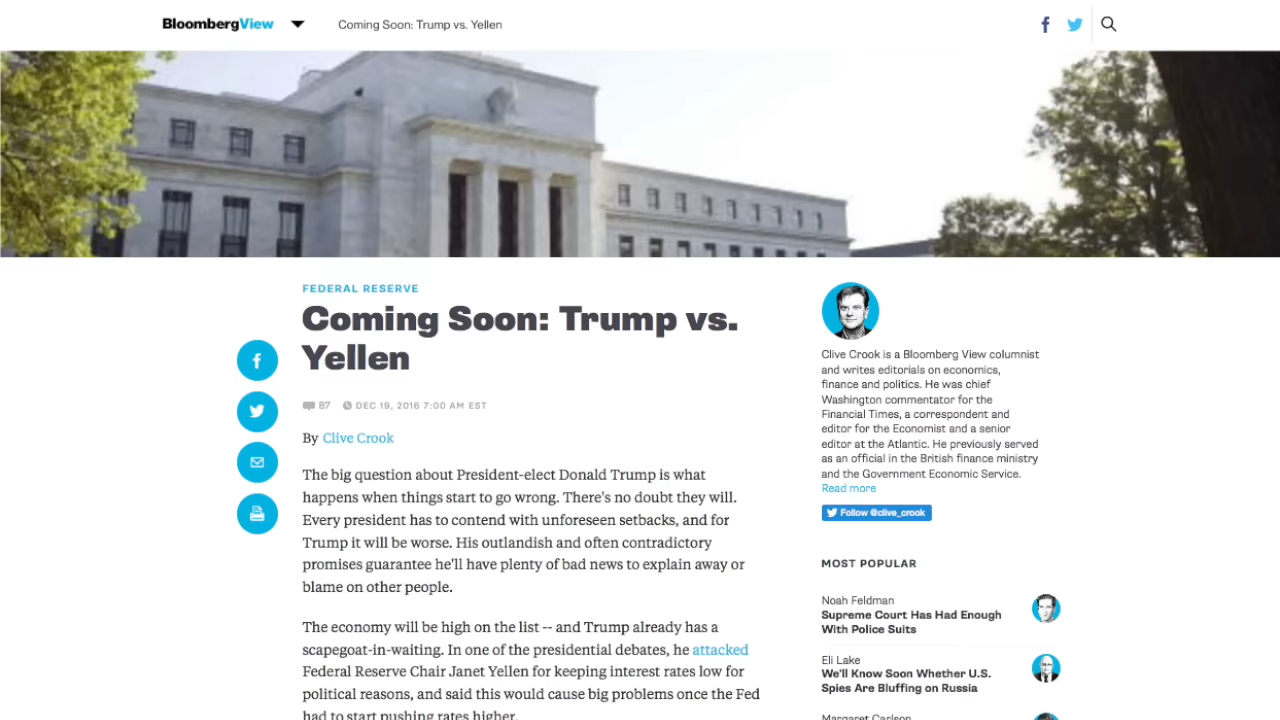 BloombergView
Coming Soon: Trump vs. Yellen
FEDERAL RESERVE
Coming Soon: Trump vs.
Yellen
87 DEC 19, 2016 7:00 AM EST
By Clive Crook
The big question about President-elect Donald Trump is what
happens when things start to go wrong. There's no doubt they will.
Every president has to contend with unforeseen setbacks, and for
Trump it will be worse. His outlandish and often contradictory
promises guarantee he'll have plenty of bad news to explain away or
blame on other people.
The economy will be high on the list -- and Trump already has a
scapegoat-in-waiting. In one of the presidential debates, he attacked
Federal Reserve Chair Janet Yellen for keeping interest rates low for
political reasons, and said this would cause big problems once the Fed
had to start pushing rates higher.
Clive Crook is a Bloomberg View columnist
and writes editorials on economics,
finance and politics. He was chief
Washington commentator for the
Financial Times, a correspondent and
editor for the Economist and a senior
editor at the Atlantic. He previously served
as an official in the British finance ministry
and the Government Economic Service.
Read more
Follow @clive_crook
MOST POPULAR
Noah Feldman
Supreme Court Has Had Enough
With Police Suits
Eli Lake
We'll Know Soon Whether U.S.
Spies Are Bluffing on Russia
Margaret Carlson